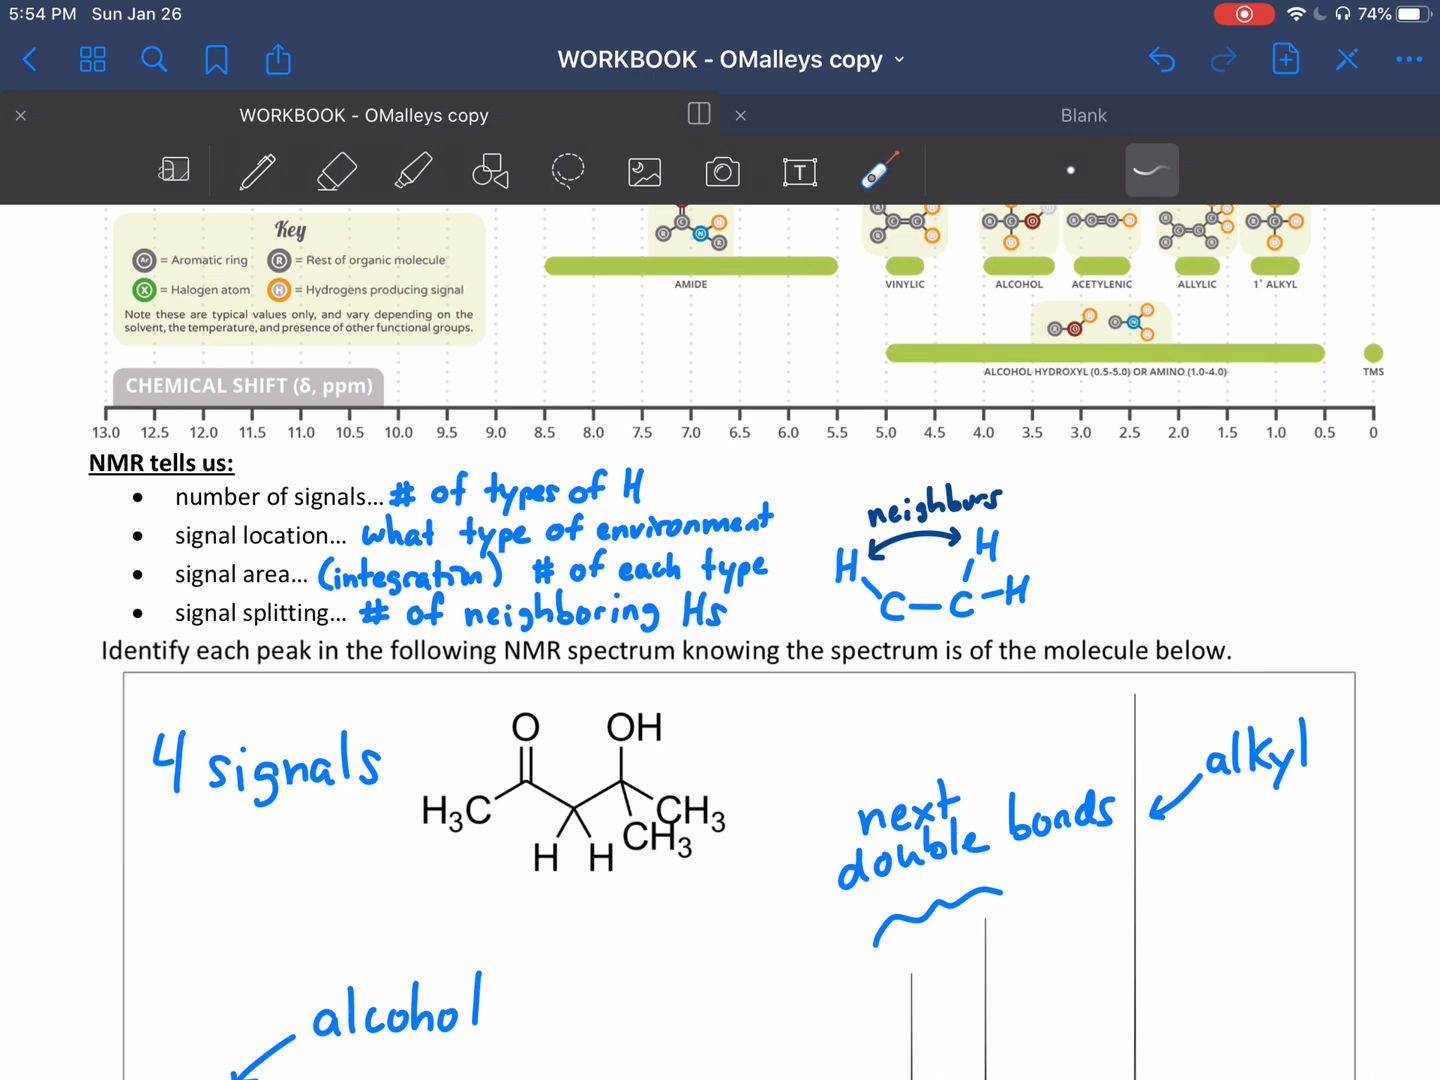 5:54 PM Sun Jan 26
74%
WORKBOOK - OMalleys copy
WORKBOOK - OMalleys copy
Blank
T
Key
Ar = Aromatic ring R = Rest of organic molecule
X = Halogen atom H = Hydrogens producing signal
Note these are typical values only, and vary depending on the
solvent, the temperature, and presence of other functional groups.
AMIDE
VINYLIC
ALCOHOL
ACETYLENIC
ALLYLIC
1° ALKYL
ALCOHOL HYDROXYL (0.5-5.0) OR AMINO (1.0-4.0)
TMS
CHEMICAL SHIFT (δ, ppm)
13.0 12.5 12.0 11.5 11.0 10.5 10.0 9.5 9.0 8.5 8.0 7.5 7.0 6.5 6.0 5.5 5.0 4.5 4.0 3.5 3.0 2.5 2.0 1.5 1.0 0.5 0
NMR tells us:
• number of signals... # of types of H
• signal location... what type of environment
• signal area... (integration) # of each type
• signal splitting... # of neighboring Hs
neighbors
H H
C — C – H
Identify each peak in the following NMR spectrum knowing the spectrum is of the molecule below.
4 signals
O OH
H3C CH3
CH3
H H
next
double bonds
alkyl
alcohol